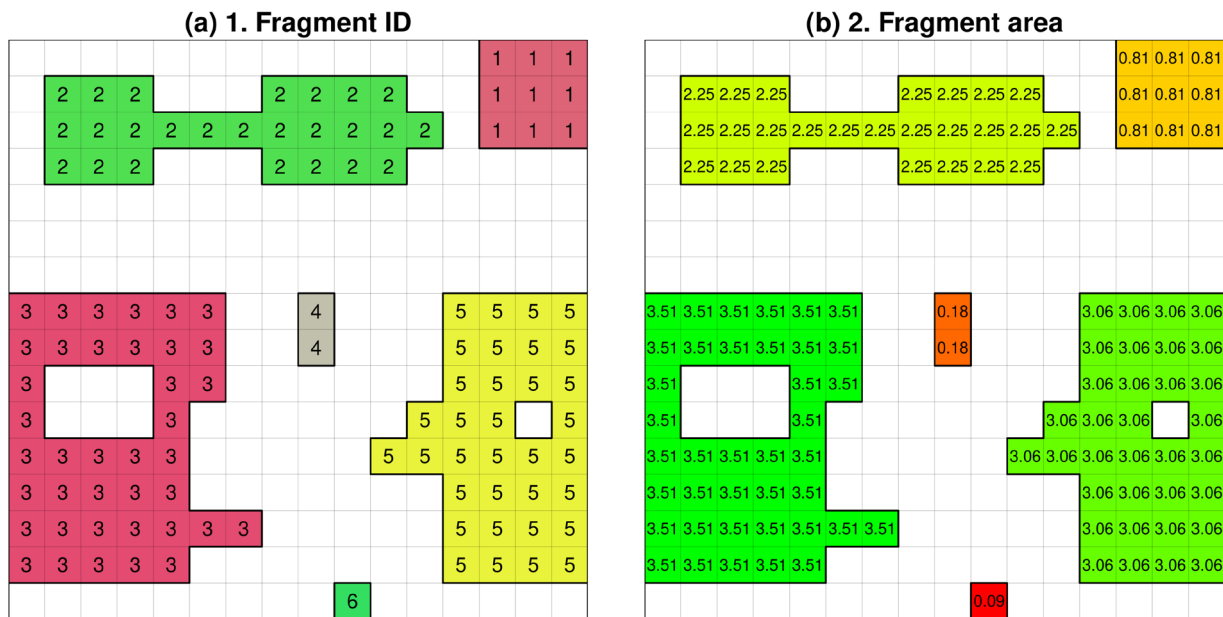 (a) 1. Fragment ID
1 1 1
2 2 2 2 2 2 2 1 1 1
2 2 2 2 2 2 2 2 2 2 2 1 1 1
2 2 2 2 2 2 2
3 3 3 3 3 3 4 5 5 5 5
3 3 3 3 3 3 4 5 5 5 5
3 3 3 5 5 5 5
3 3 5 5 5 5
3 3 3 3 3 5 5 5 5 5 5
3 3 3 3 3 5 5 5 5
3 3 3 3 3 3 3 5 5 5 5
3 3 3 3 3 5 5 5 5
6
(b) 2. Fragment area
0.81 0.81 0.81
2.25 2.25 2.25 2.25 2.25 2.25 2.25 0.81 0.81 0.81
2.25 2.25 2.25 2.25 2.25 2.25 2.25 2.25 2.25 2.25 2.25 0.81 0.81 0.81
2.25 2.25 2.25 2.25 2.25 2.25 2.25
3.51 3.51 3.51 3.51 3.51 3.51 0.18 3.06 3.06 3.06 3.06
3.51 3.51 3.51 3.51 3.51 3.51 0.18 3.06 3.06 3.06 3.06
3.51 3.51 3.51 3.06 3.06 3.06 3.06
3.51 3.51 3.06 3.06 3.06 3.06
3.51 3.51 3.51 3.51 3.51 3.06 3.06 3.06 3.06 3.06 3.06
3.51 3.51 3.51 3.51 3.51 3.06 3.06 3.06 3.06
3.51 3.51 3.51 3.51 3.51 3.51 3.51 3.06 3.06 3.06 3.06
3.51 3.51 3.51 3.51 3.51 3.06 3.06 3.06 3.06
0.09